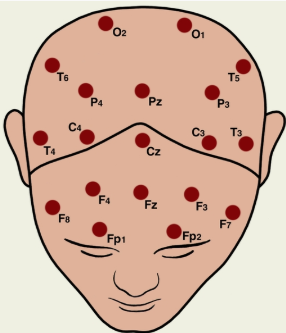 O2 O1
T6 T5
P4 Pz P3
T4 C4 Cz C3 T3
F8 F4 Fz F3 F7
Fp1 Fp2